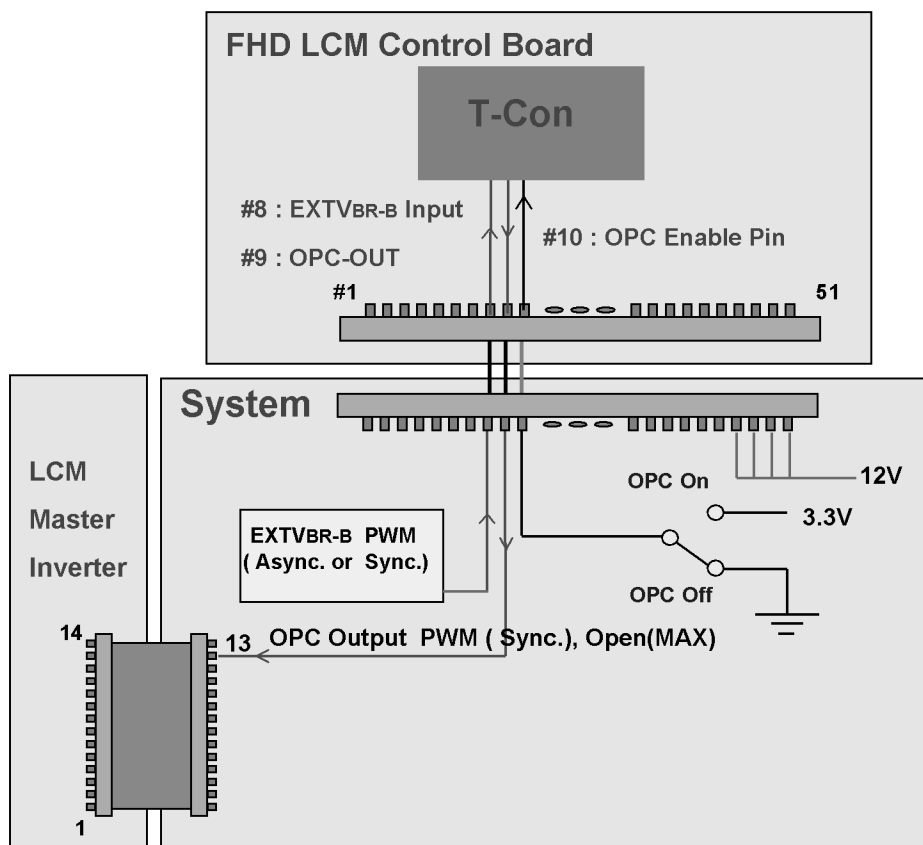 FHD LCM Control Board
T-Con
#8 : EXTVBR-B Input
#10 : OPC Enable Pin
#9 : OPC-OUT
#1
51
System
LCM
Master
Inverter
OPC On
12V
3.3V
EXTVBR-B PWM
( Async. or Sync.)
OPC Off
14
13
OPC Output PWM ( Sync.), Open(MAX)
1